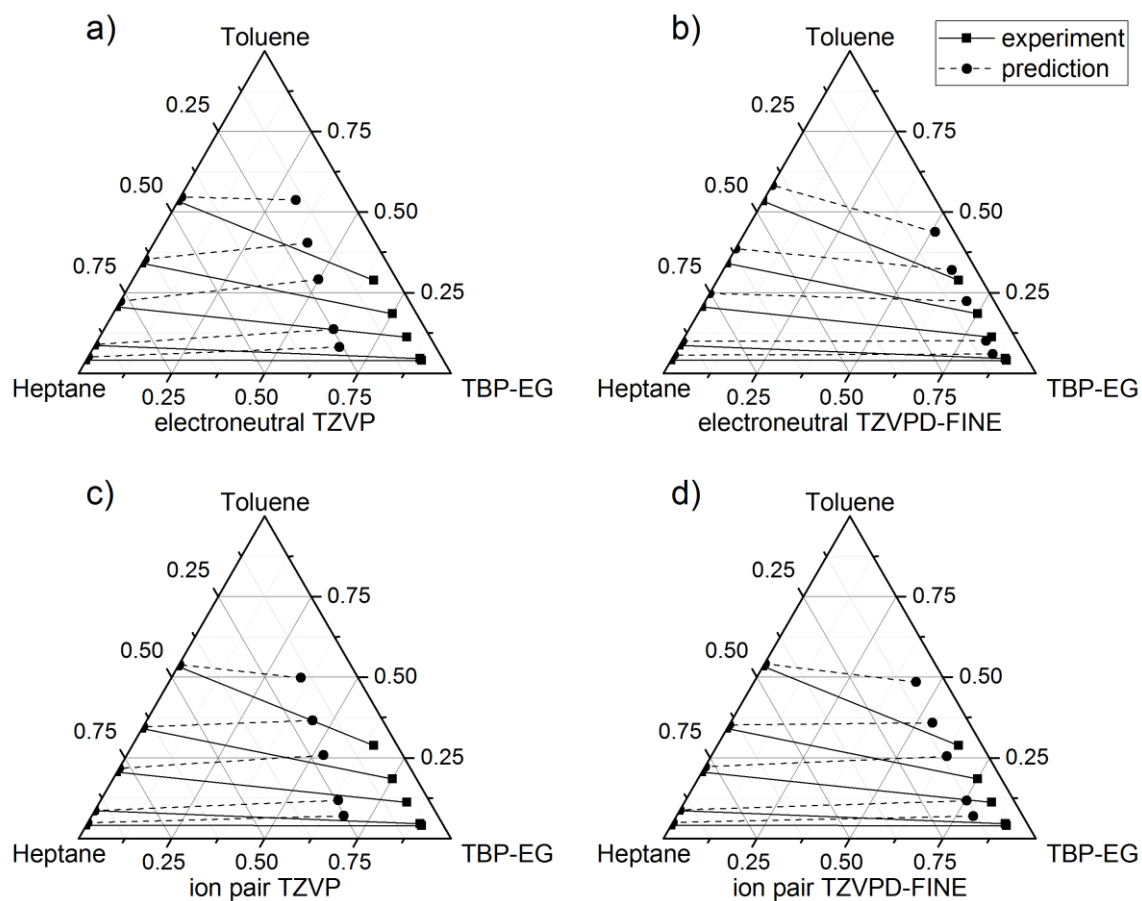 a)
Toluene
0.25
0.75
0.50
0.50
0.75
0.25
Heptane
TBP-EG
0.25
0.50
0.75
electroneutral TZVP
b)
Toluene
experiment
prediction
0.25
0.75
0.50
0.50
0.75
0.25
Heptane
TBP-EG
0.25
0.50
0.75
electroneutral TZVPD-FINE
c)
Toluene
0.25
0.75
0.50
0.50
0.75
0.25
Heptane
TBP-EG
0.25
0.50
0.75
ion pair TZVP
d)
Toluene
0.25
0.75
0.50
0.50
0.75
0.25
Heptane
TBP-EG
0.25
0.50
0.75
ion pair TZVPD-FINE